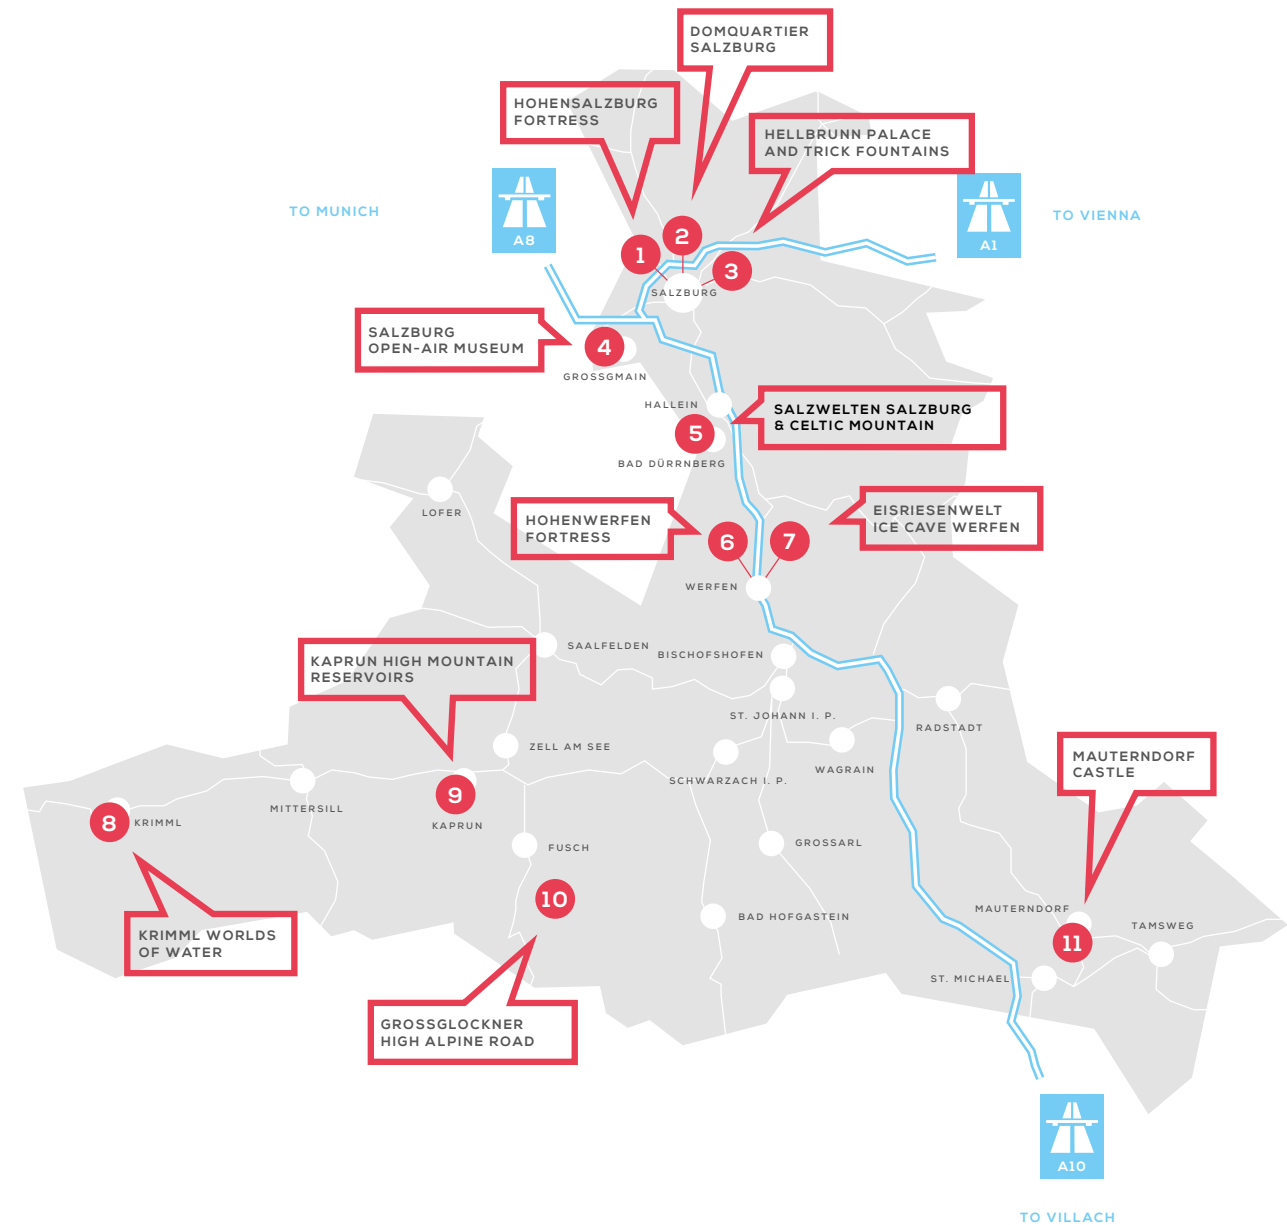 DOMQUARTIER
SALZBURG
HOHENSALZBURG
FORTRESS
HELLBRUNN PALACE
AND TRICK FOUNTAINS
TO MUNICH
A8
A1
TO VIENNA
1
2
3
SALZBURG
SALZBURG
OPEN-AIR MUSEUM
4
GROSSGMAIN
HALLEIN
SALZWELTEN SALZBURG
& CELTIC MOUNTAIN
5
BAD DÜRRNBERG
LOFER
HOHENWERFEN
FORTRESS
EISRIESENWELT
ICE CAVE WERFEN
6
7
WERFEN
SAALFELDEN
BISCHOFSHOFEN
KAPRUN HIGH MOUNTAIN
RESERVOIRS
ST. JOHANN I. P.
RADSTADT
ZELL AM SEE
SCHWARZACH I. P.
WAGRAIN
MAUTERNDORF
CASTLE
MITTERSILL
9
KAPRUN
8
KRIMML
FUSCH
GROSSARL
10
BAD HOFGASTEIN
MAUTERNDORF
TAMSWEG
11
KRIMML WORLDS
OF WATER
ST. MICHAEL
GROSSGLOCKNER
HIGH ALPINE ROAD
A10
TO VILLACH